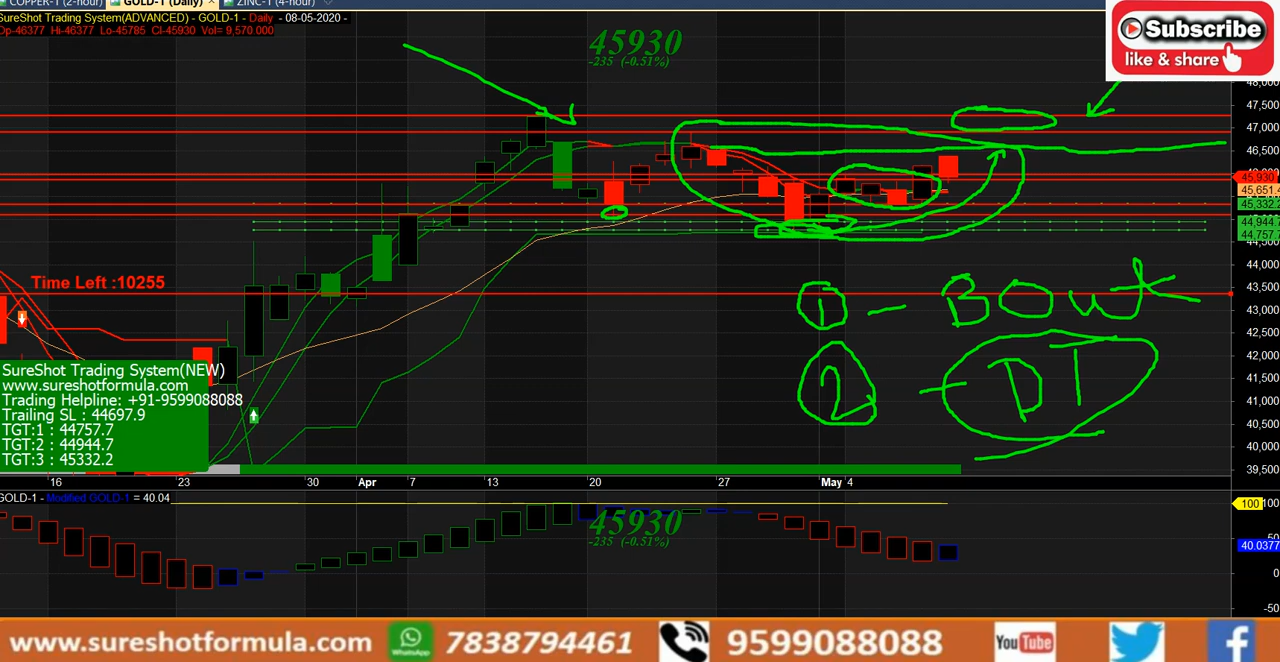 COPPER-1 (2-hour) GOLD-1 (Daily) ZINC-1 (4-hour)
SureShot Trading System(ADVANCED) - GOLD-1 - Daily - 08-05-2020 -
Op-46377 Hi-46377 Lo-45785 Cl-45930 Vol= 9,570.000
45930
-235 (-0.51%)
Subscribe
like & share
48,000
47,500
47,000
46,500
45,930
45,651.
45,332.2
44,944.7
44,757.7
44,500
44,000
43,500
43,000
42,500
42,000
41,500
41,000
40,500
40,000
39,500
Time Left :10255
1 - Bout
2 - DT
SureShot Trading System(NEW)
www.sureshotformula.com
Trading Helpline: +91-9599088088
Trailing SL : 44697.9
TGT:1 : 44757.7
TGT:2 : 44944.7
TGT:3 : 45332.2
16 23 30 Apr 7 13 20 27 May 4
GOLD-1 - Modified GOLD-1 = 40.04
45930
-235 (-0.51%)
100
100
50
40.0377
0
-50
www.sureshotformula.com WhatsApp 7838794461 9599088088 YouTube